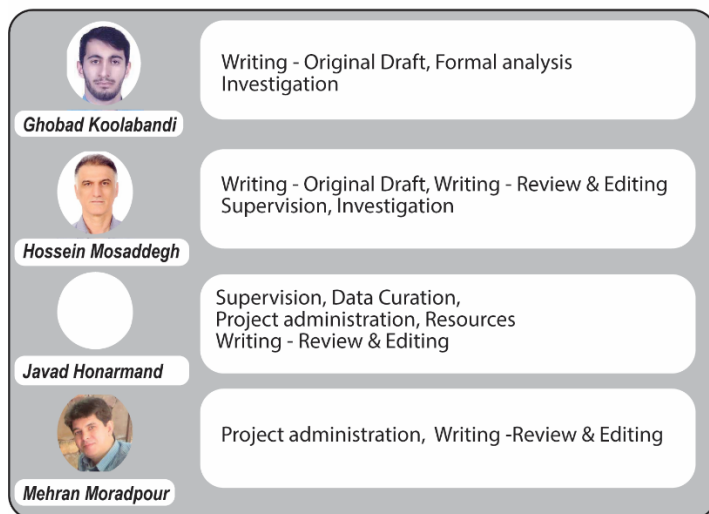 Writing - Original Draft, Formal analysis
Investigation
Ghobad Koolabandi
Writing - Original Draft, Writing - Review & Editing
Supervision, Investigation
Hossein Mosaddegh
Supervision, Data Curation,
Project administration, Resources
Writing - Review & Editing
Javad Honarmand
Project administration, Writing -Review & Editing
Mehran Moradpour